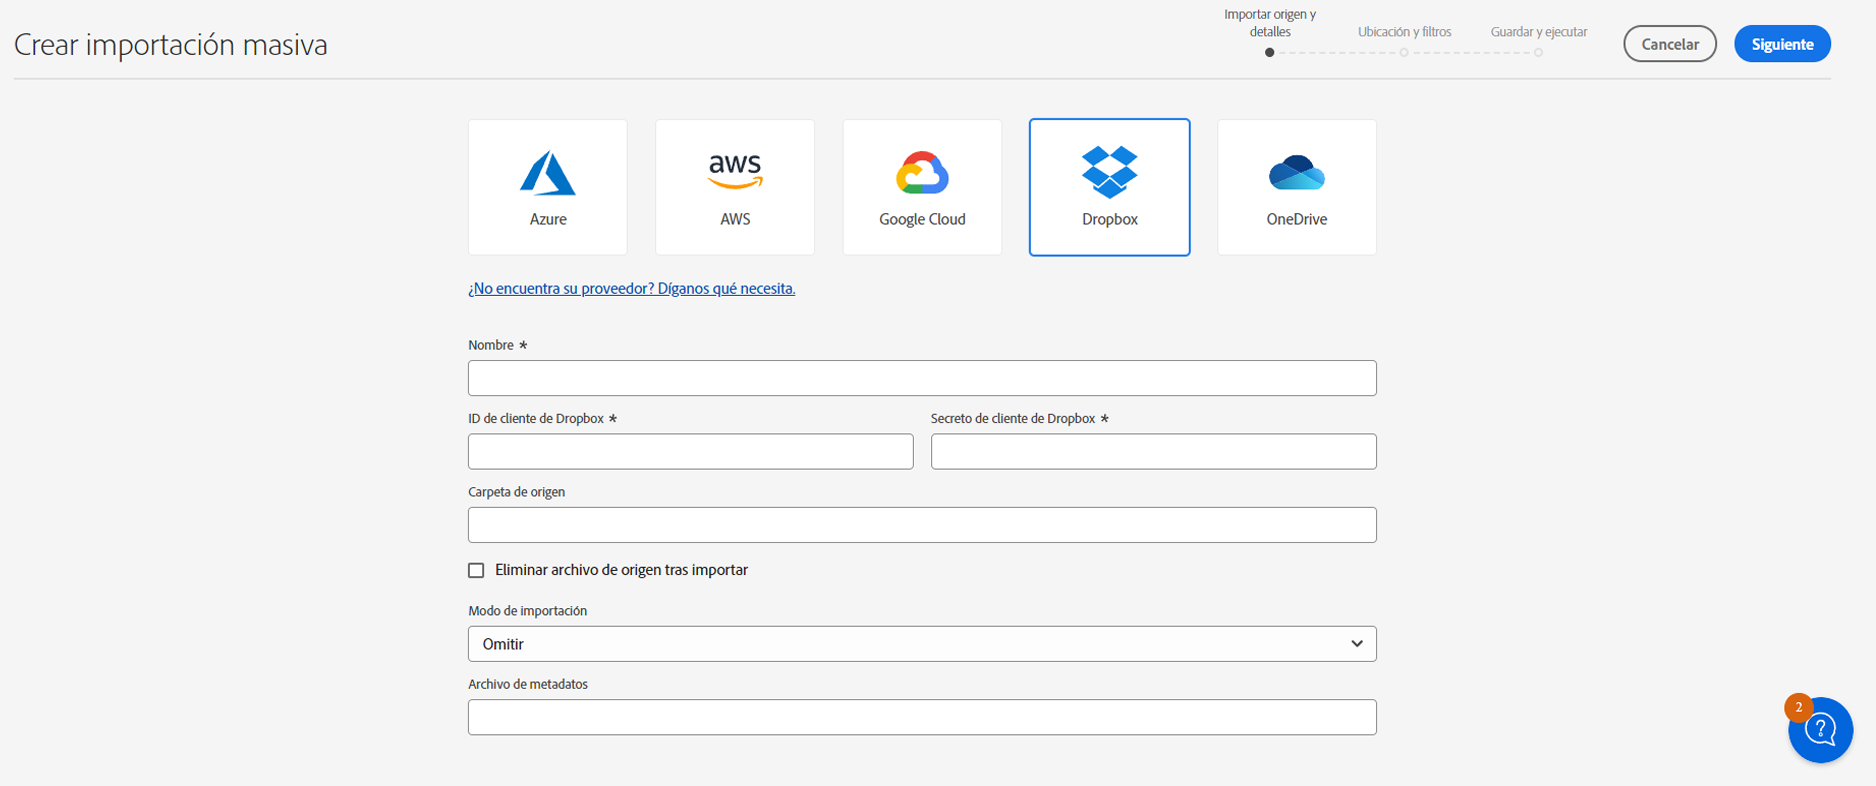 Crear importación masiva
Importar origen y
detalles
Ubicación y filtros
Guardar y ejecutar
Cancelar
Siguiente
aws
Azure
AWS
Google Cloud
Dropbox
OneDrive
¿No encuentra su proveedor? Díganos qué necesita.
Nombre *
ID de cliente de Dropbox *
Secreto de cliente de Dropbox *
Carpeta de origen
Eliminar archivo de origen tras importar
Modo de importación
Omitir
Archivo de metadatos
2
?